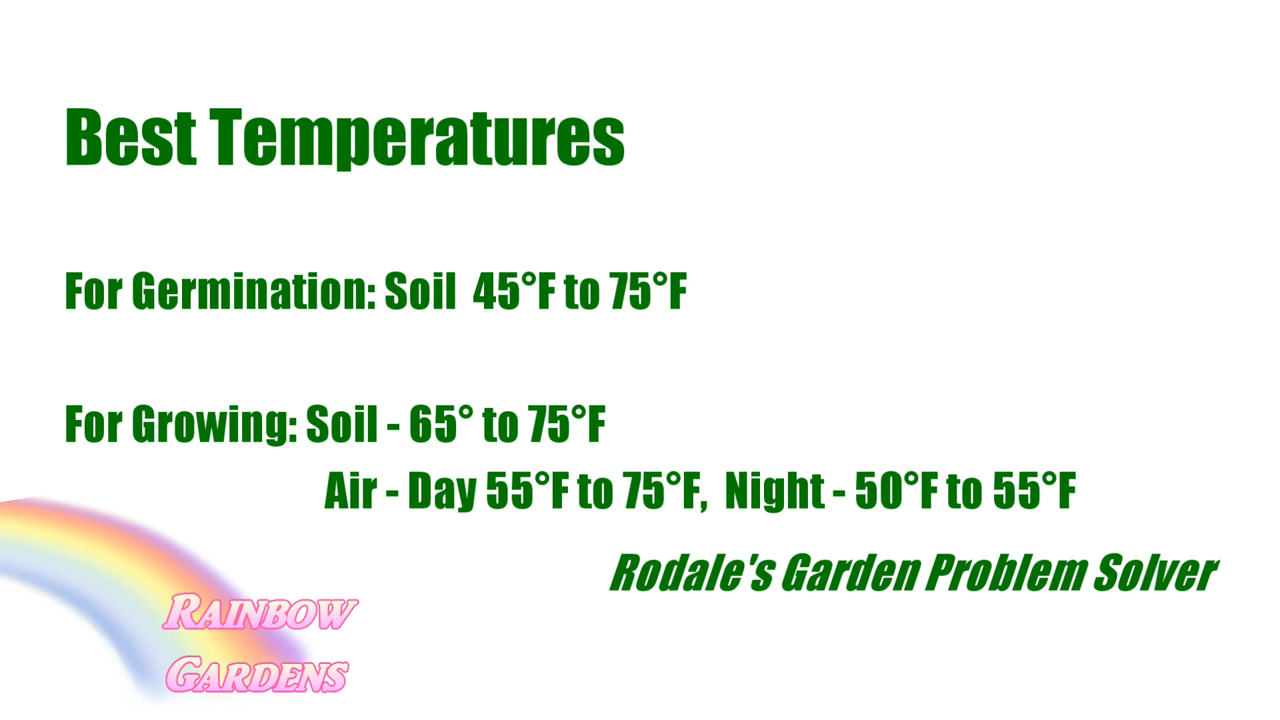 Best Temperatures
For Germination: Soil  45°F to 75°F
For Growing: Soil - 65° to 75°F
Air - Day 55°F to 75°F,  Night - 50°F to 55°F
Rodale's Garden Problem Solver
RAINBOW
GARDENS